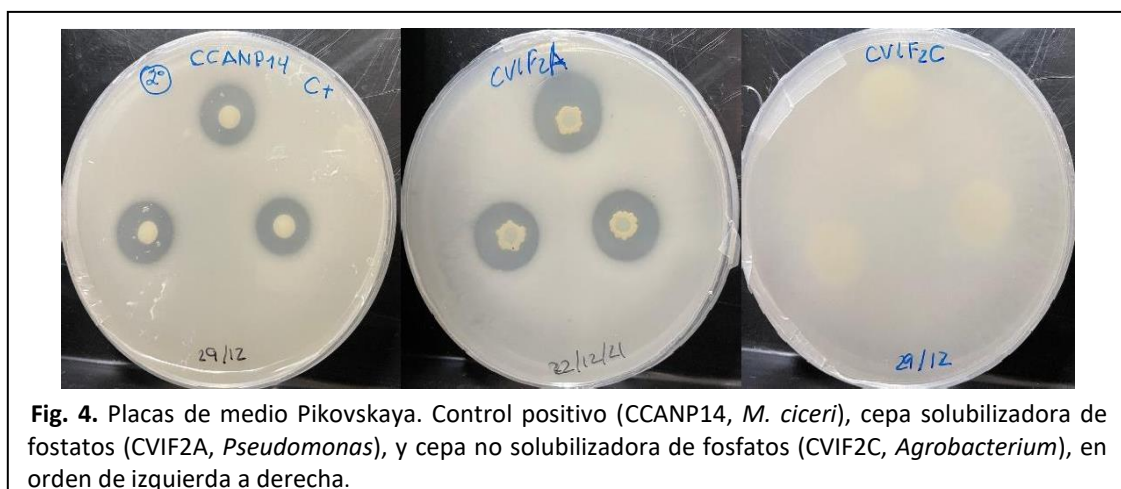 CCANP14
2º
C+
29/12
CVIF2A
22/12/21
CVIF2C
29/12
Fig. 4. Placas de medio Pikovskaya. Control positivo (CCANP14, M. ciceri), cepa solubilizadora de
fostatos (CVIF2A, Pseudomonas), y cepa no solubilizadora de fosfatos (CVIF2C, Agrobacterium), en
orden de izquierda a derecha.